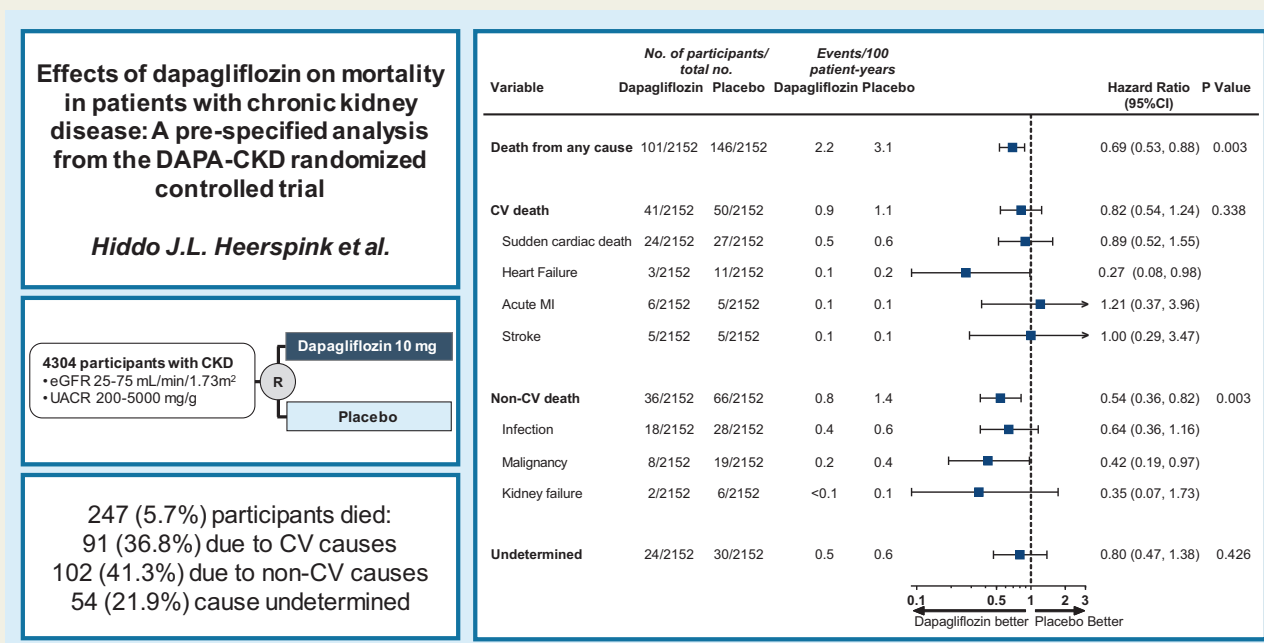 Effects of dapagliflozin on mortality
in patients with chronic kidney
disease: A pre-specified analysis
from the DAPA-CKD randomized
controlled trial
Hiddo J.L. Heerspink et al.
4304 participants with CKD
• eGFR 25-75 mL/min/1.73m²
• UACR 200-5000 mg/g
R
Dapagliflozin 10 mg
Placebo
247 (5.7%) participants died:
91 (36.8%) due to CV causes
102 (41.3%) due to non-CV causes
54 (21.9%) cause undetermined
No. of participants/ Events/100
total no. patient-years
Variable Dapagliflozin Placebo Dapagliflozin Placebo Hazard Ratio P Value
(95%CI)
Death from any cause 101/2152 146/2152 2.2 3.1 0.69 (0.53, 0.88) 0.003
CV death 41/2152 50/2152 0.9 1.1 0.82 (0.54, 1.24) 0.338
Sudden cardiac death 24/2152 27/2152 0.5 0.6 0.89 (0.52, 1.55)
Heart Failure 3/2152 11/2152 0.1 0.2 0.27 (0.08, 0.98)
Acute MI 6/2152 5/2152 0.1 0.1 1.21 (0.37, 3.96)
Stroke 5/2152 5/2152 0.1 0.1 1.00 (0.29, 3.47)
Non-CV death 36/2152 66/2152 0.8 1.4 0.54 (0.36, 0.82) 0.003
Infection 18/2152 28/2152 0.4 0.6 0.64 (0.36, 1.16)
Malignancy 8/2152 19/2152 0.2 0.4 0.42 (0.19, 0.97)
Kidney failure 2/2152 6/2152 <0.1 0.1 0.35 (0.07, 1.73)
Undetermined 24/2152 30/2152 0.5 0.6 0.80 (0.47, 1.38) 0.426
0.1 0.5 1 2 3
Dapagliflozin better Placebo Better